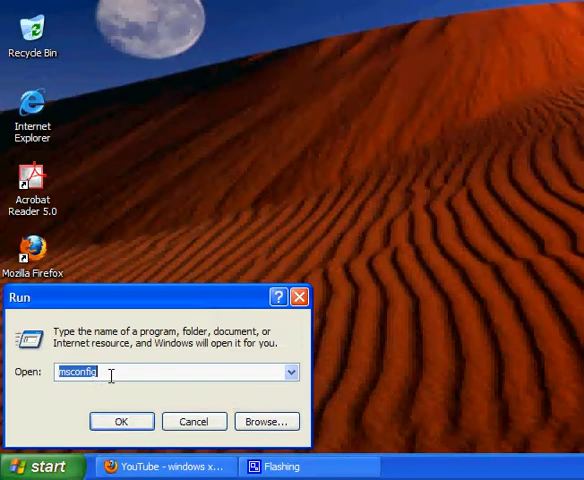 Recycle Bin
Internet
Explorer
Acrobat
Reader 5.0
Mozilla Firefox
Run
?
Type the name of a program, folder, document, or
Internet resource, and Windows will open it for you.
Open:
msconfig
OK
Cancel
Browse...
start
YouTube - windows x...
Flashing